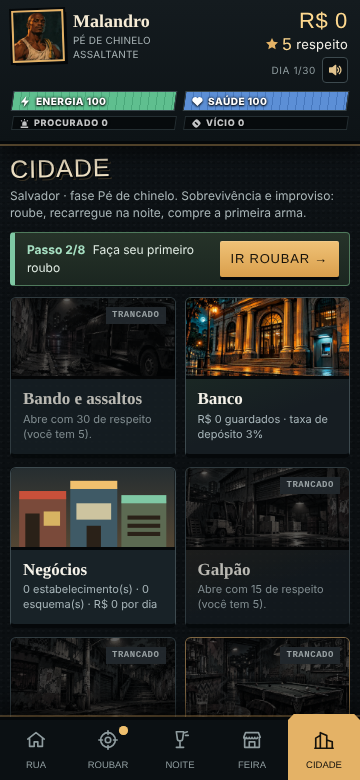 Malandro
PÉ DE CHINELO
ASSALTANTE
R$ 0
5 respeito
DIA 1/30
ENERGIA 100
SAÚDE 100
PROCURADO 0
VÍCIO 0
CIDADE
Salvador · fase Pé de chinelo. Sobrevivência e improviso:
roube, recarregue na noite, compre a primeira arma.
Passo 2/8 Faça seu primeiro
roubo
IR ROUBAR →
TRANCADO
Bando e assaltos
Abre com 30 de respeito
(você tem 5).
Banco
R$ 0 guardados · taxa de
depósito 3%
Negócios
0 estabelecimento(s) · 0
esquema(s) · R$ 0 por dia
TRANCADO
Galpão
Abre com 15 de respeito
(você tem 5).
TRANCADO
TRANCADO
RUA
ROUBAR
NOITE
FEIRA
CIDADE